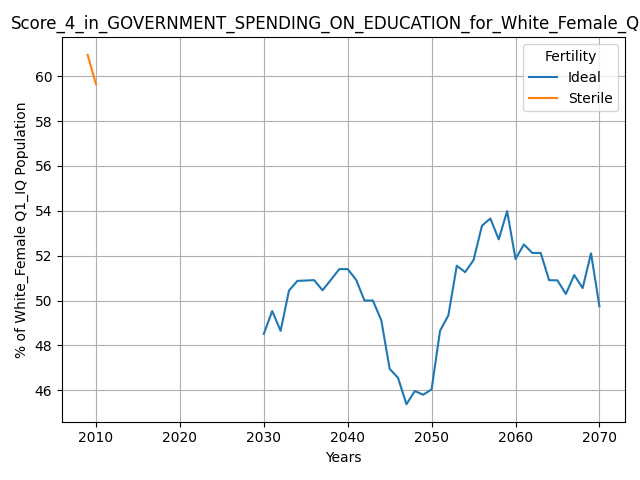 Score_4_in_GOVERNMENT_SPENDING_ON_EDUCATION_for_White_Female_Q
Fertility
Ideal
Sterile
% of White_Female Q1_IQ Population
60
58
56
54
52
50
48
46
2010 2020 2030 2040 2050 2060 2070
Years